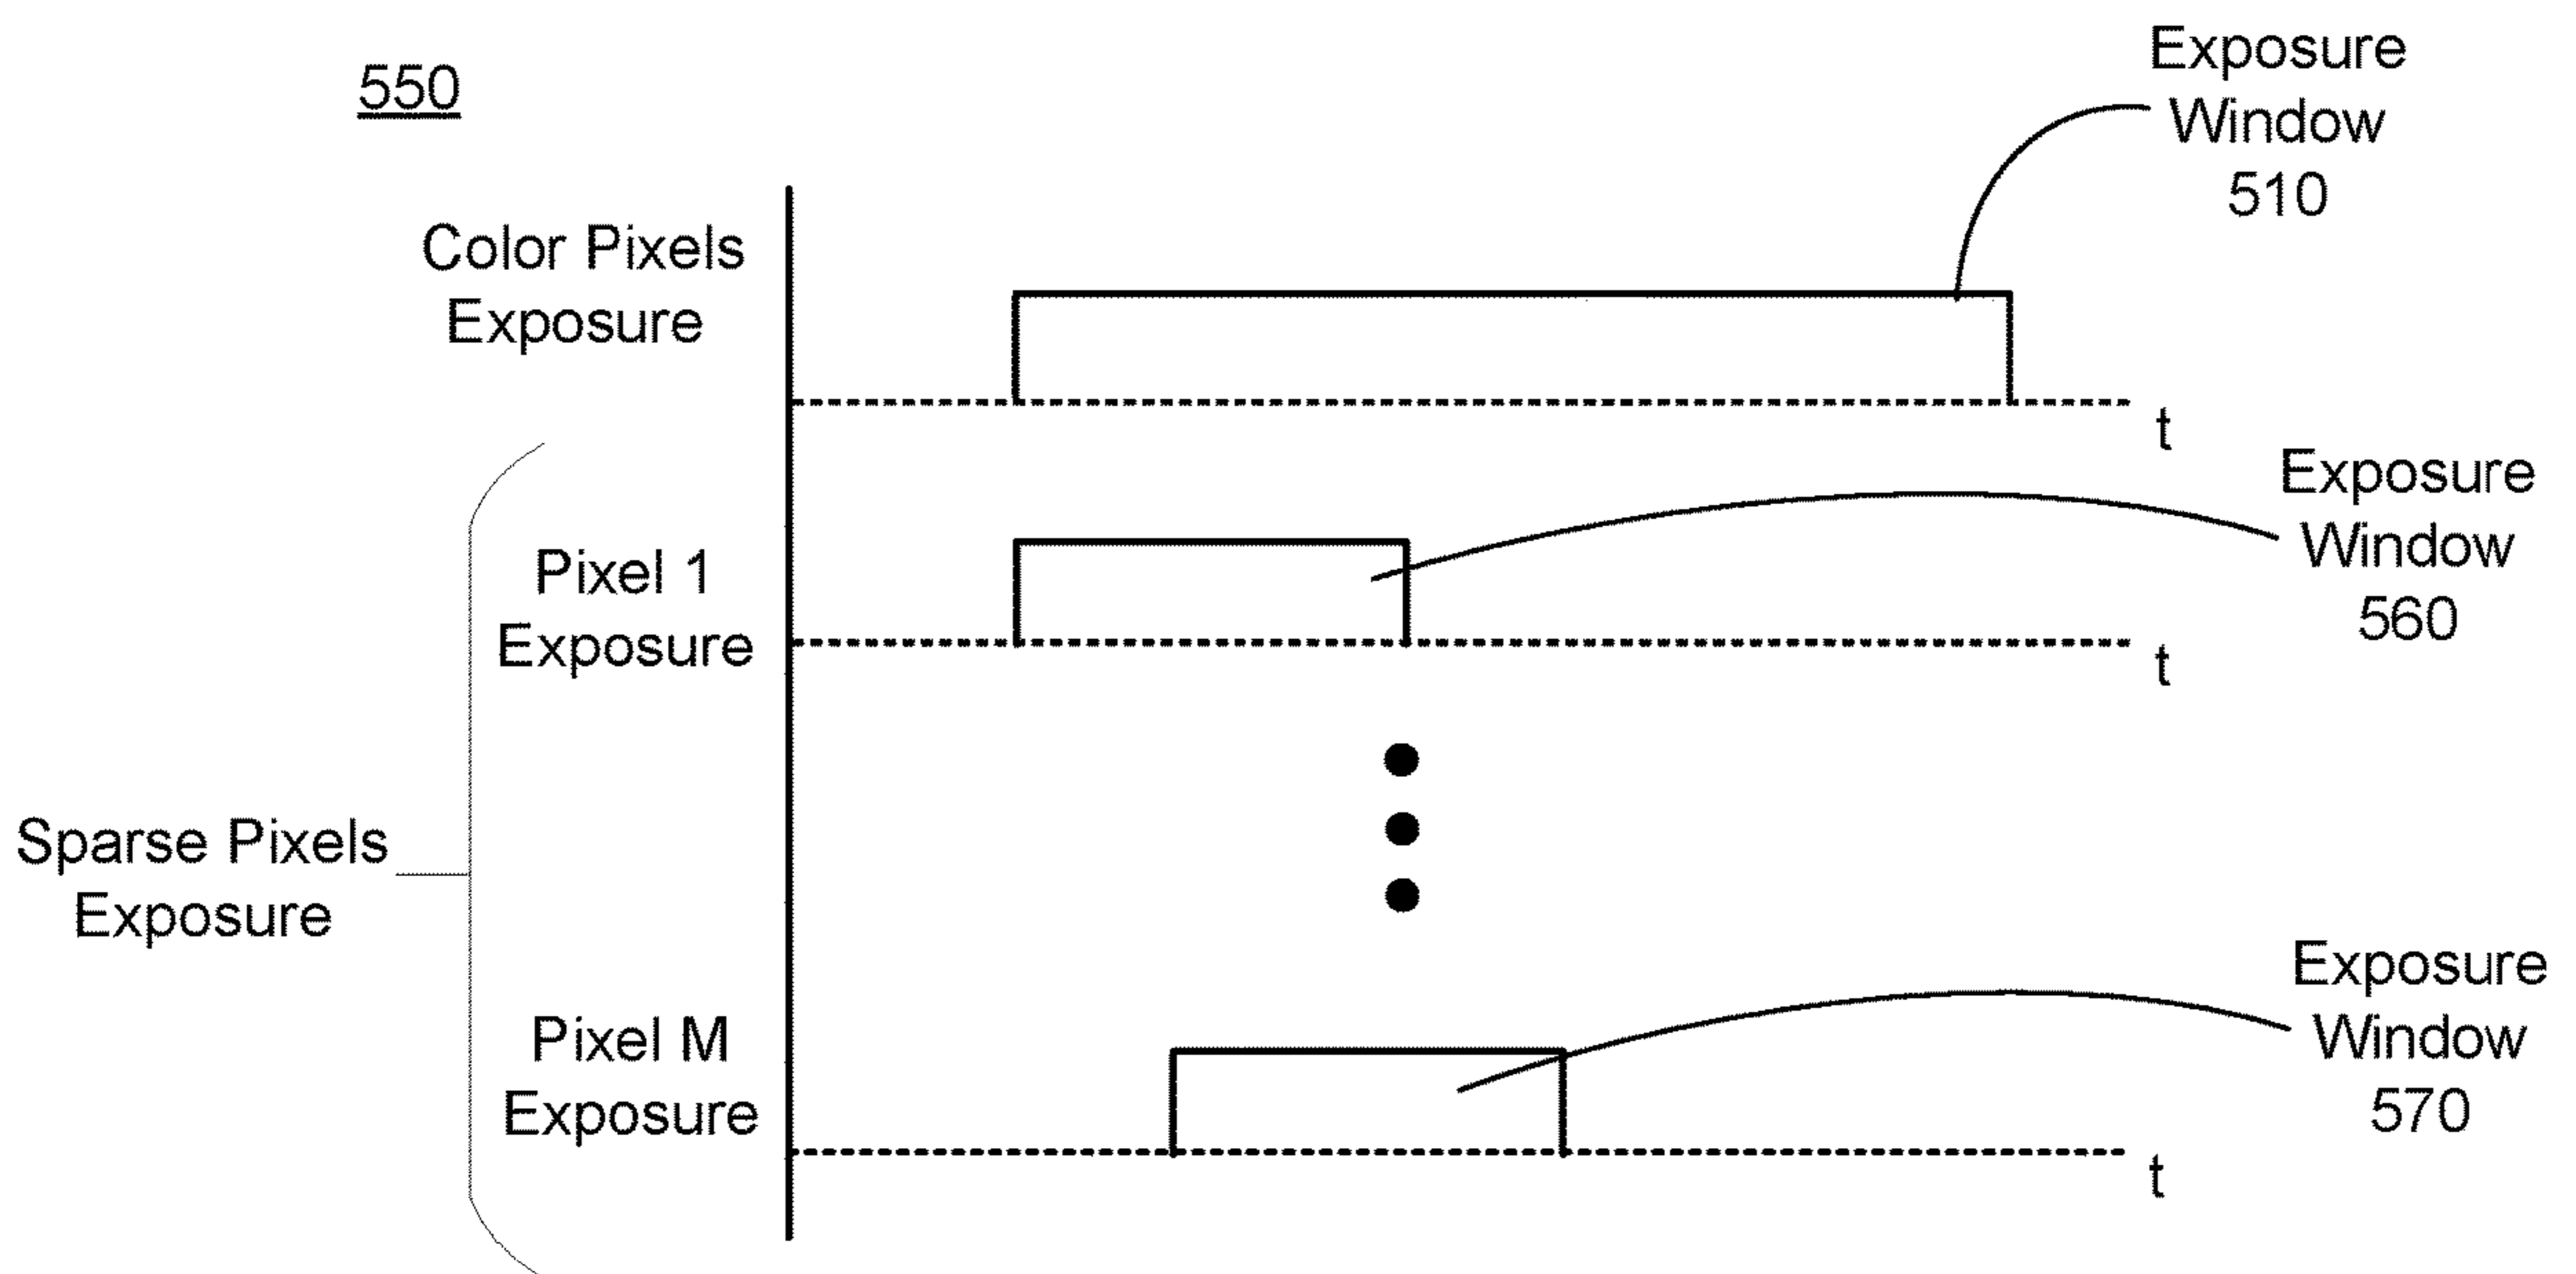 550
Exposure
Window
510
Color Pixels
Exposure
t
Exposure
Window
560
Pixel 1
Exposure
t
Sparse Pixels
Exposure
Exposure
Window
570
Pixel M
Exposure
t